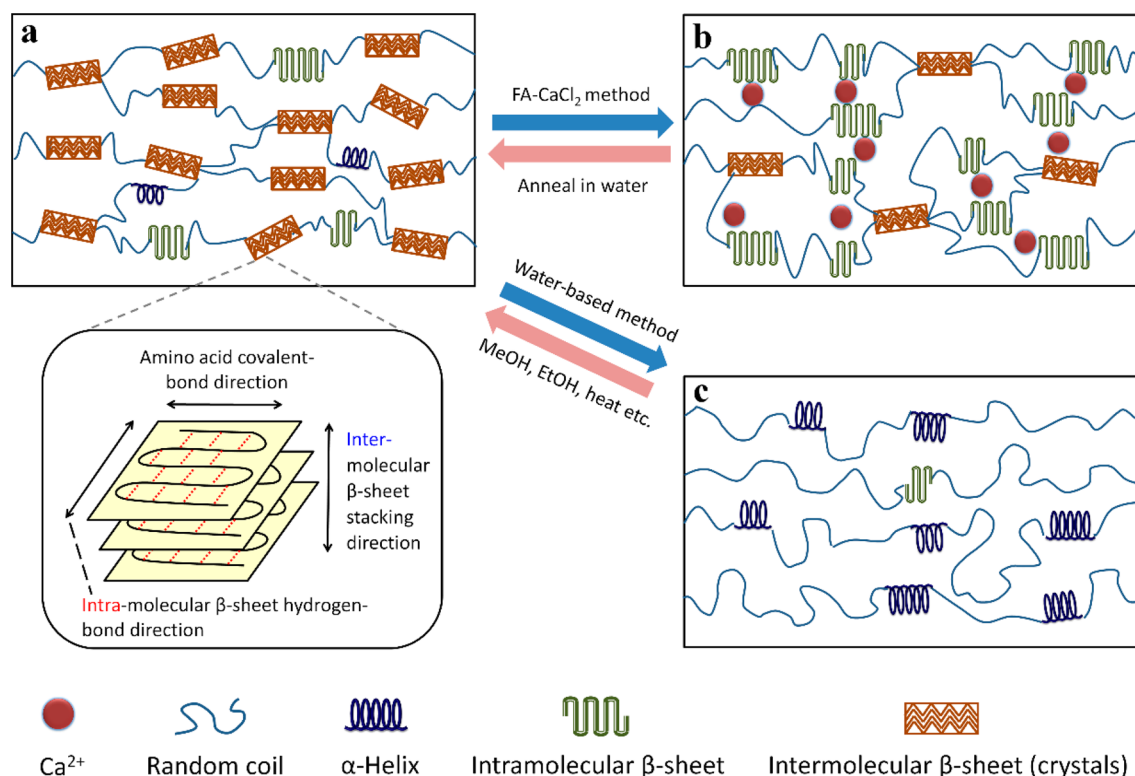 a
b
FA-CaCl₂ method
Anneal in water
Water-based method
MeOH, EtOH, heat etc.
Amino acid covalent-
bond direction
Inter-
molecular
β-sheet
stacking
direction
Intra-molecular β-sheet hydrogen-
bond direction
c
Ca²⁺
Random coil
α-Helix
Intramolecular β-sheet
Intermolecular β-sheet (crystals)